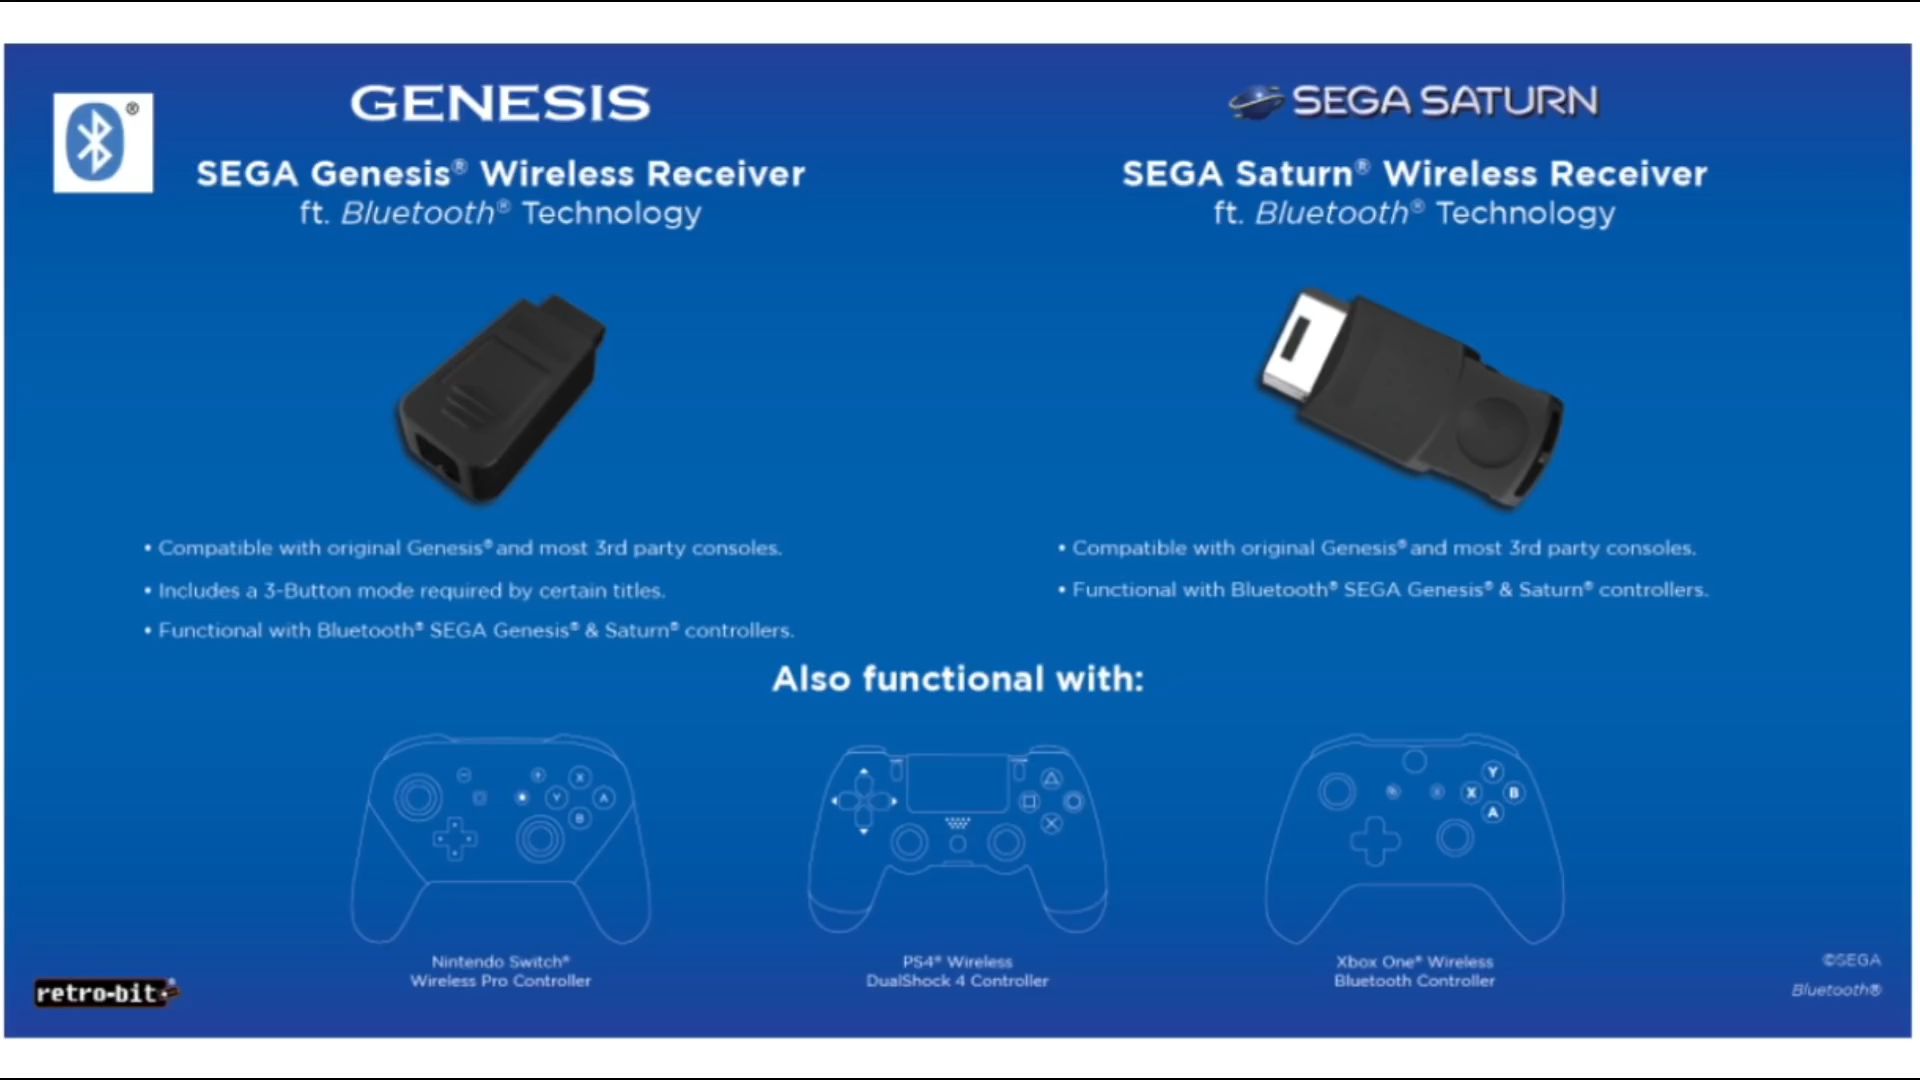 GENESIS
SEGA Genesis® Wireless Receiver
ft. Bluetooth® Technology
• Compatible with original Genesis® and most 3rd party consoles.
• Includes a 3-Button mode required by certain titles.
• Functional with Bluetooth® SEGA Genesis® & Saturn® controllers.
SEGA SATURN
SEGA Saturn® Wireless Receiver
ft. Bluetooth® Technology
• Compatible with original Genesis® and most 3rd party consoles.
• Functional with Bluetooth® SEGA Genesis® & Saturn® controllers.
®
Also functional with:
X
Y
A
B
Y
X
B
A
Nintendo Switch®
Wireless Pro Controller
PS4® Wireless
DualShock 4 Controller
Xbox One® Wireless
Bluetooth Controller
retro-bit®
©SEGA
Bluetooth®